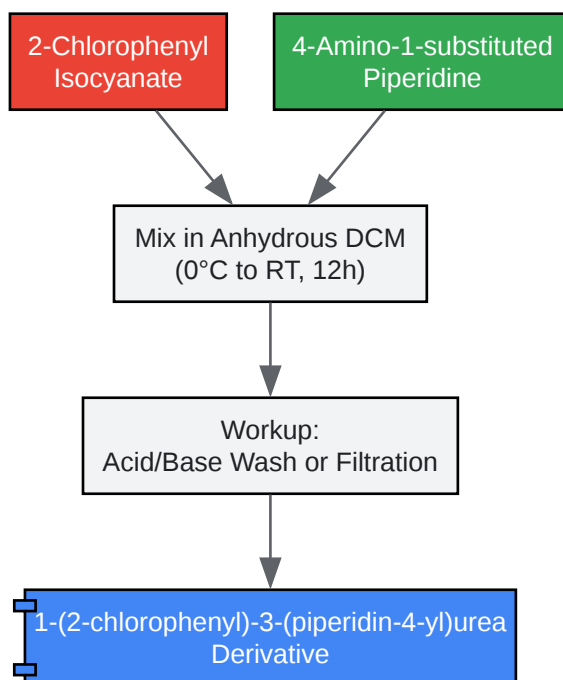 2-Chlorophenyl
Isocyanate
4-Amino-1-substituted
Piperidine
Mix in Anhydrous DCM
(0°C to RT, 12h)
Workup:
Acid/Base Wash or Filtration
1-(2-chlorophenyl)-3-(piperidin-4-yl)urea
Derivative